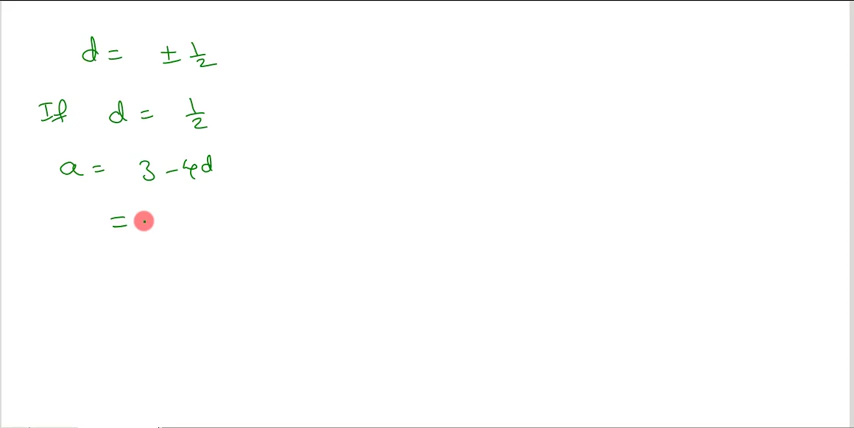 d = ± 1/2
If d = 1/2
a = 3 - 4d
=